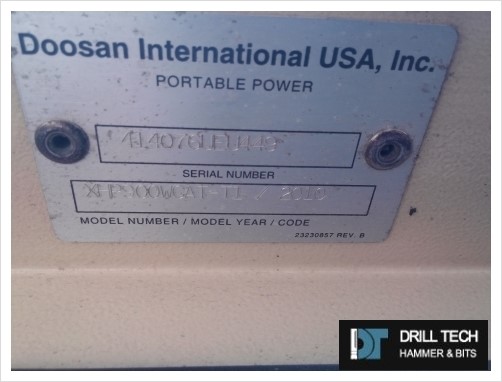 Doosan International USA, Inc.
PORTABLE POWER
SERIAL NUMBER
MODEL NUMBER / MODEL YEAR / CODE
23230857 REV. B
DRILL TECH
HAMMER & BITS